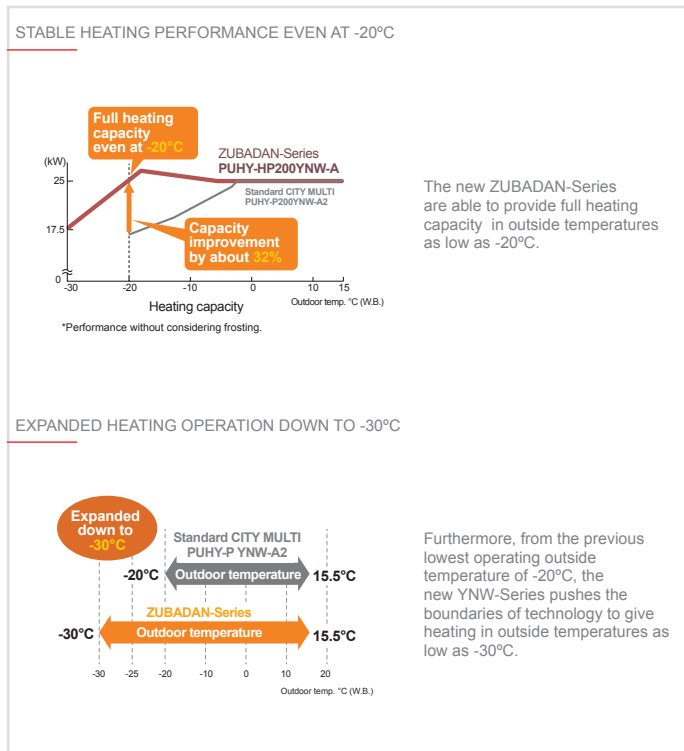 STABLE HEATING PERFORMANCE EVEN AT -20ºC
Full heating
capacity
even at -20°C
(kW)
ZUBADAN-Series
PUHY-HP200YNW-A
25
Standard CITY MULTI
PUHY-P200YNW-A2
17.5
Capacity
improvement
by about 32%
0
-30 -20 -10 0 10 15
Heating capacity
Outdoor temp. °C (W.B.)
*Performance without considering frosting.
The new ZUBADAN-Series
are able to provide full heating
capacity in outside temperatures
as low as -20ºC.
EXPANDED HEATING OPERATION DOWN TO -30ºC
Expanded
down to
-30°C
Standard CITY MULTI
PUHY-P YNW-A2
-20°C Outdoor temperature 15.5°C
ZUBADAN-Series
-30°C Outdoor temperature 15.5°C
-30 -25 -20 -10 0 10 20
Outdoor temp. °C (W.B.)
Furthermore, from the previous
lowest operating outside
temperature of -20ºC, the
new YNW-Series pushes the
boundaries of technology to give
heating in outside temperatures as
low as -30ºC.